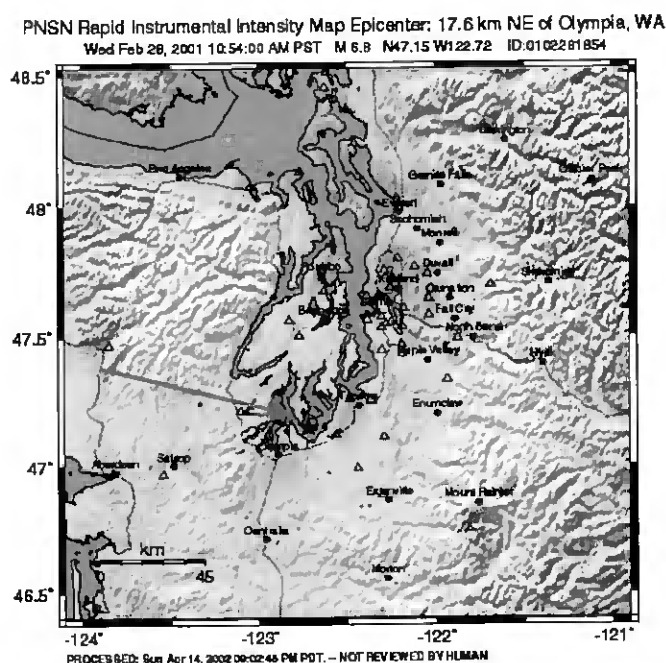 PNSN Rapid Instrumental Intensity Map Epicenter: 17.6 km NE of Olympia, WA
Wed Feb 28, 2001 10:54:00 AM PST M 6.8 N47.15 W122.72 ID:0102281854
48.5°
Granite Falls
Port Angeles
48°
Everett
Snohomish
Monroe
Duvall
Skykomish
Carnation
Fall City
47.5°
North Bend
Maple Valley
Hyak
Enumclaw
Satsop
47°
Aberdeen
Eatonville
Mount Rainier
Centralia
km
45
Morton
46.5°
-124°
-123°
-122°
-121°
PROCESSED: Sun Apr 14, 2002 09:02:48 PM PDT. -- NOT REVIEWED BY HUMAN